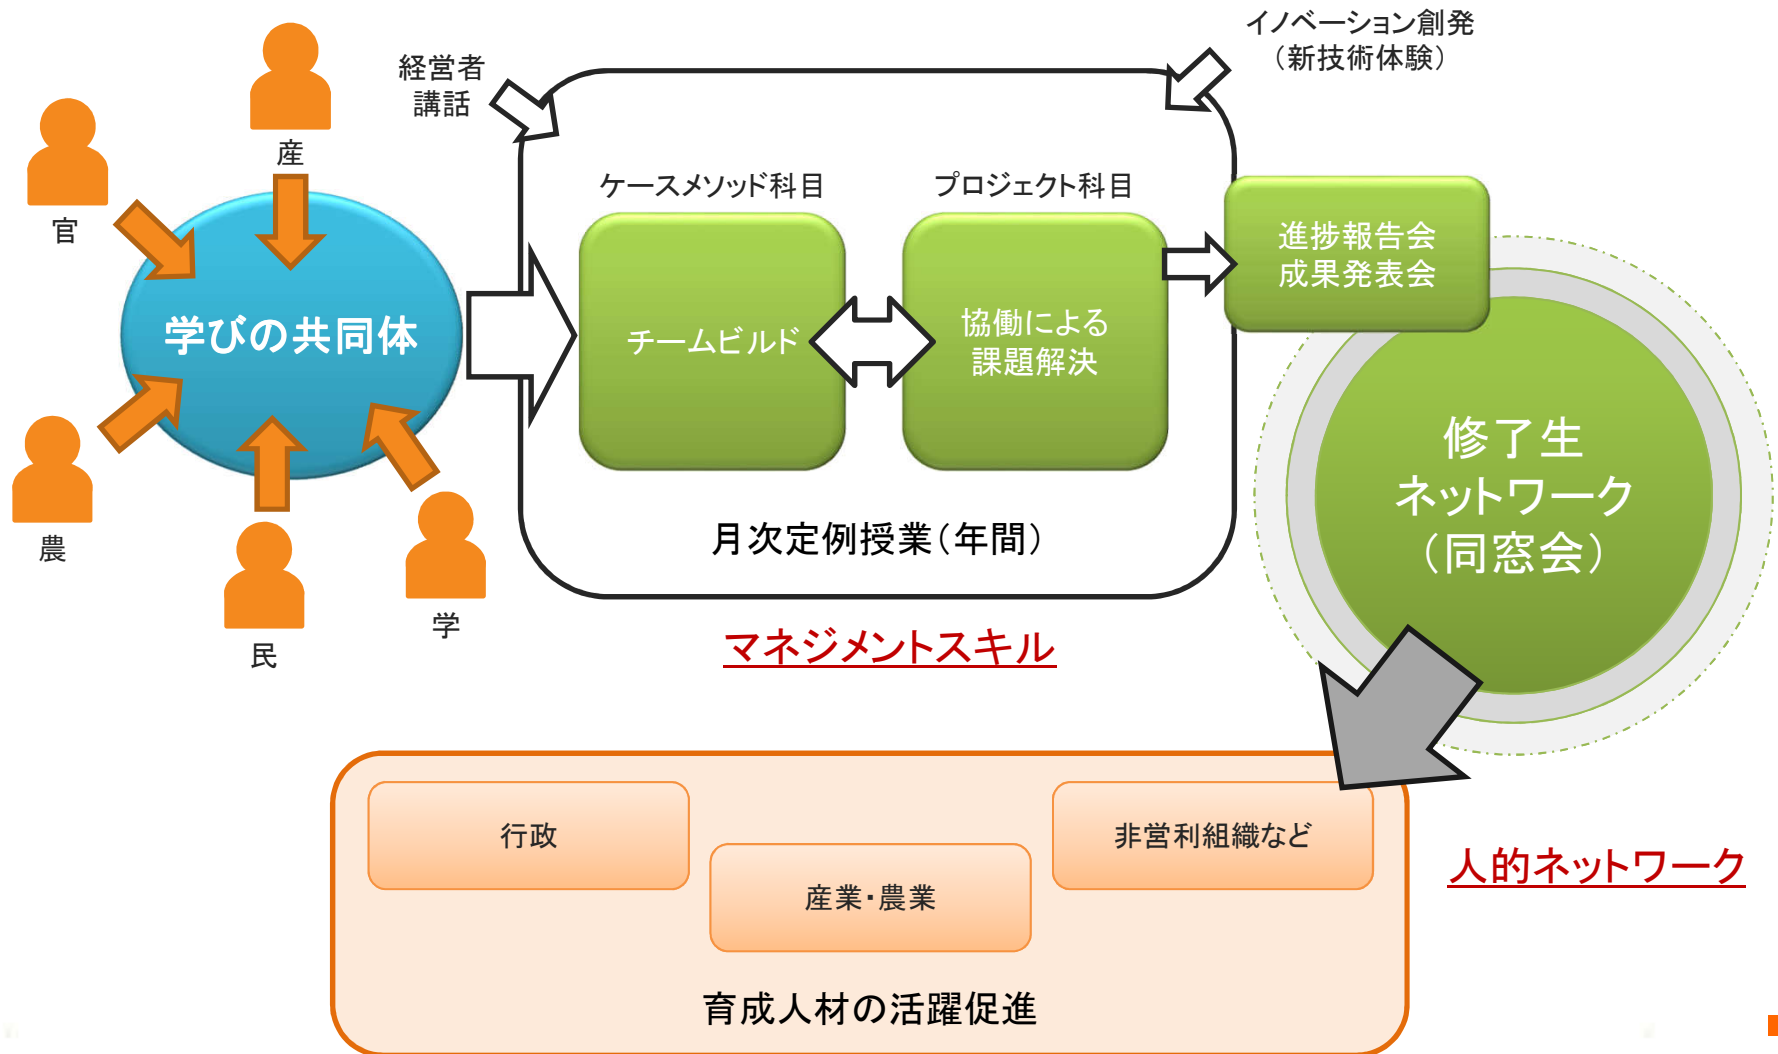 イノベーション創発
（新技術体験）
経営者
講話
産
官
ケースメソッド科目
プロジェクト科目
進捗報告会
成果発表会
学びの共同体
チームビルド
協働による
課題解決
修了生
ネットワーク
（同窓会）
月次定例授業（年間）
農
民
学
マネジメントスキル
行政
産業・農業
非営利組織など
人的ネットワーク
育成人材の活躍促進